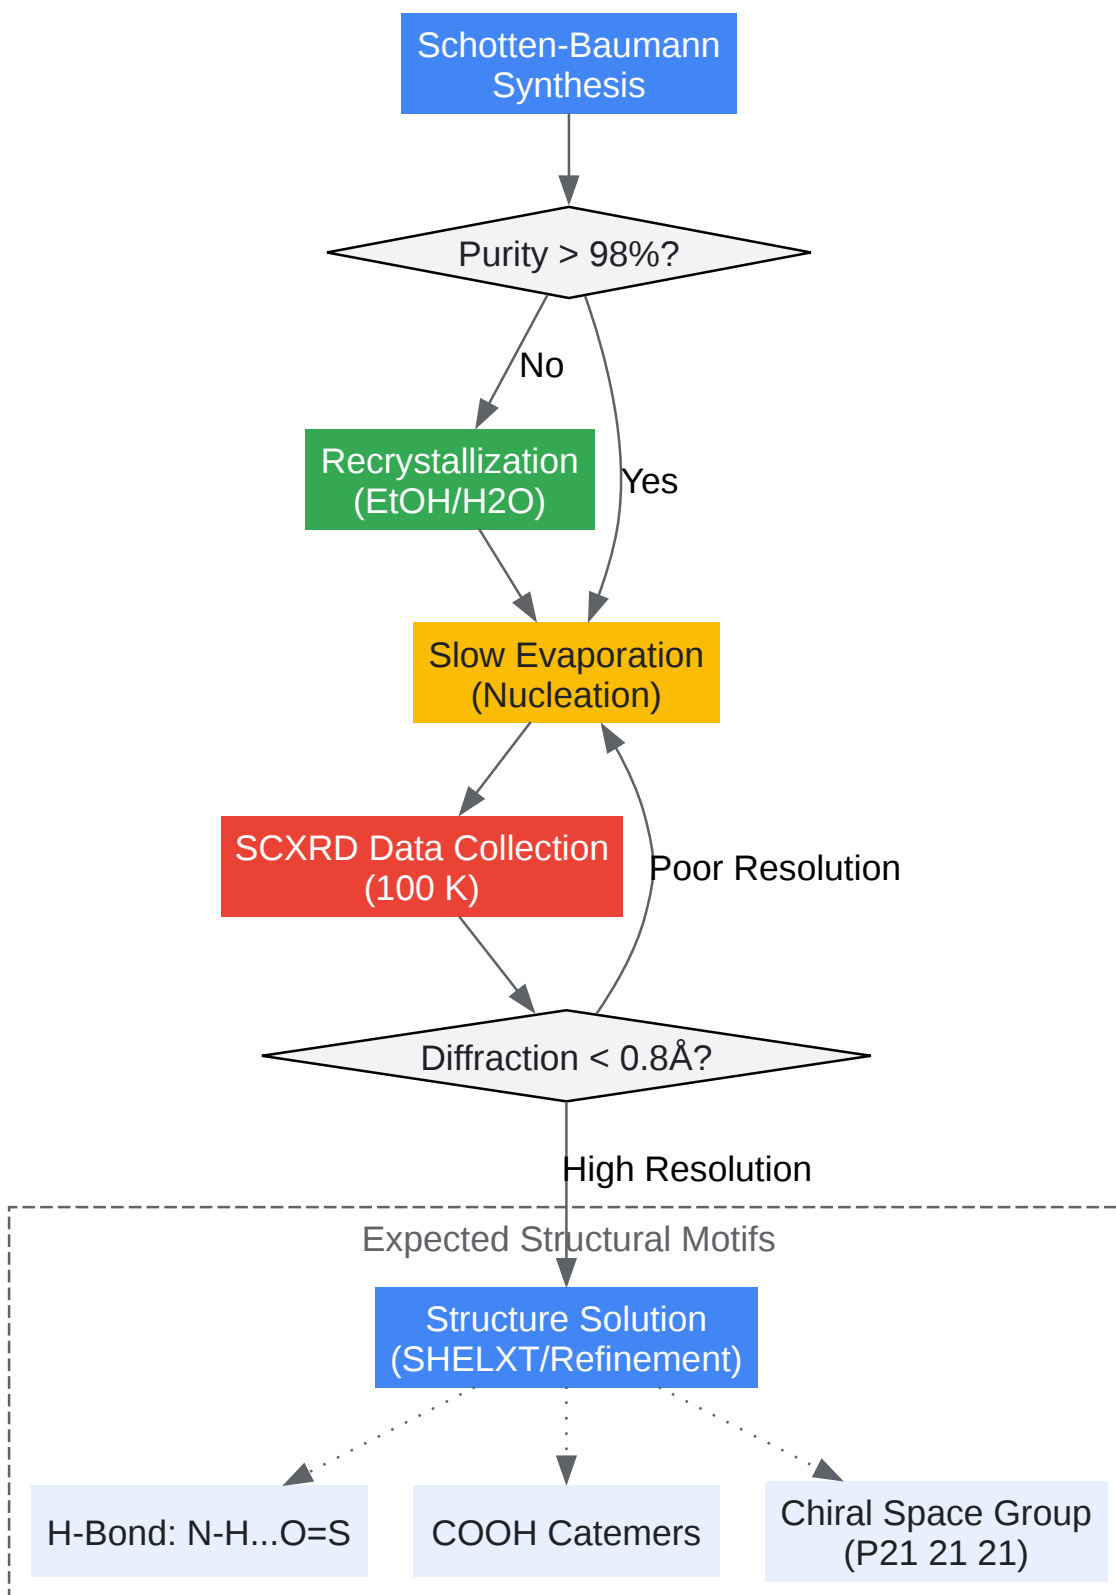 Schotten-Baumann
Synthesis
Purity > 98%?
No
Recrystallization
(EtOH/H2O)
Yes
Slow Evaporation
(Nucleation)
SCXRD Data Collection
(100 K)
Poor Resolution
Diffraction < 0.8Å?
High Resolution
Expected Structural Motifs
Structure Solution
(SHELXT/Refinement)
H-Bond: N-H...O=S
COOH Catemers
Chiral Space Group
(P21 21 21)